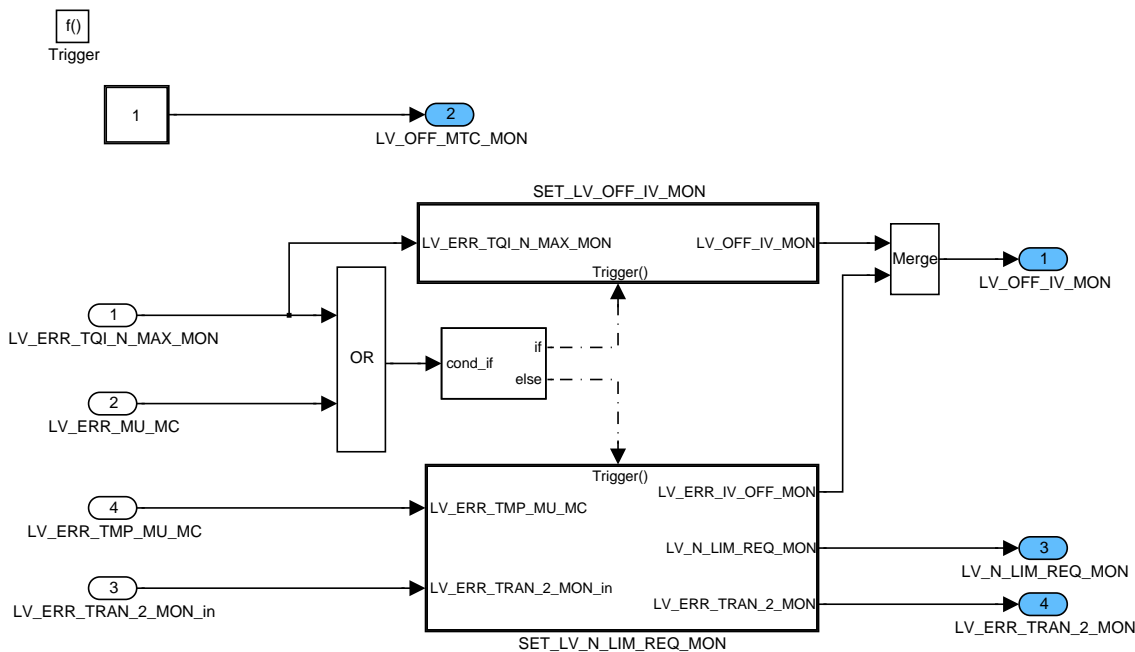 f()
Trigger
1
2
LV_OFF_MTC_MON
SET_LV_OFF_IV_MON
LV_ERR_TQI_N_MAX_MON
LV_OFF_IV_MON
Trigger()
Merge
1
LV_OFF_IV_MON
1
LV_ERR_TQI_N_MAX_MON
OR
cond_if
if
else
2
LV_ERR_MU_MC
Trigger()
LV_ERR_IV_OFF_MON
4
LV_ERR_TMP_MU_MC
LV_ERR_TMP_MU_MC
LV_N_LIM_REQ_MON
3
LV_N_LIM_REQ_MON
3
LV_ERR_TRAN_2_MON_in
LV_ERR_TRAN_2_MON_in
LV_ERR_TRAN_2_MON
4
LV_ERR_TRAN_2_MON
SET_LV_N_LIM_REQ_MON